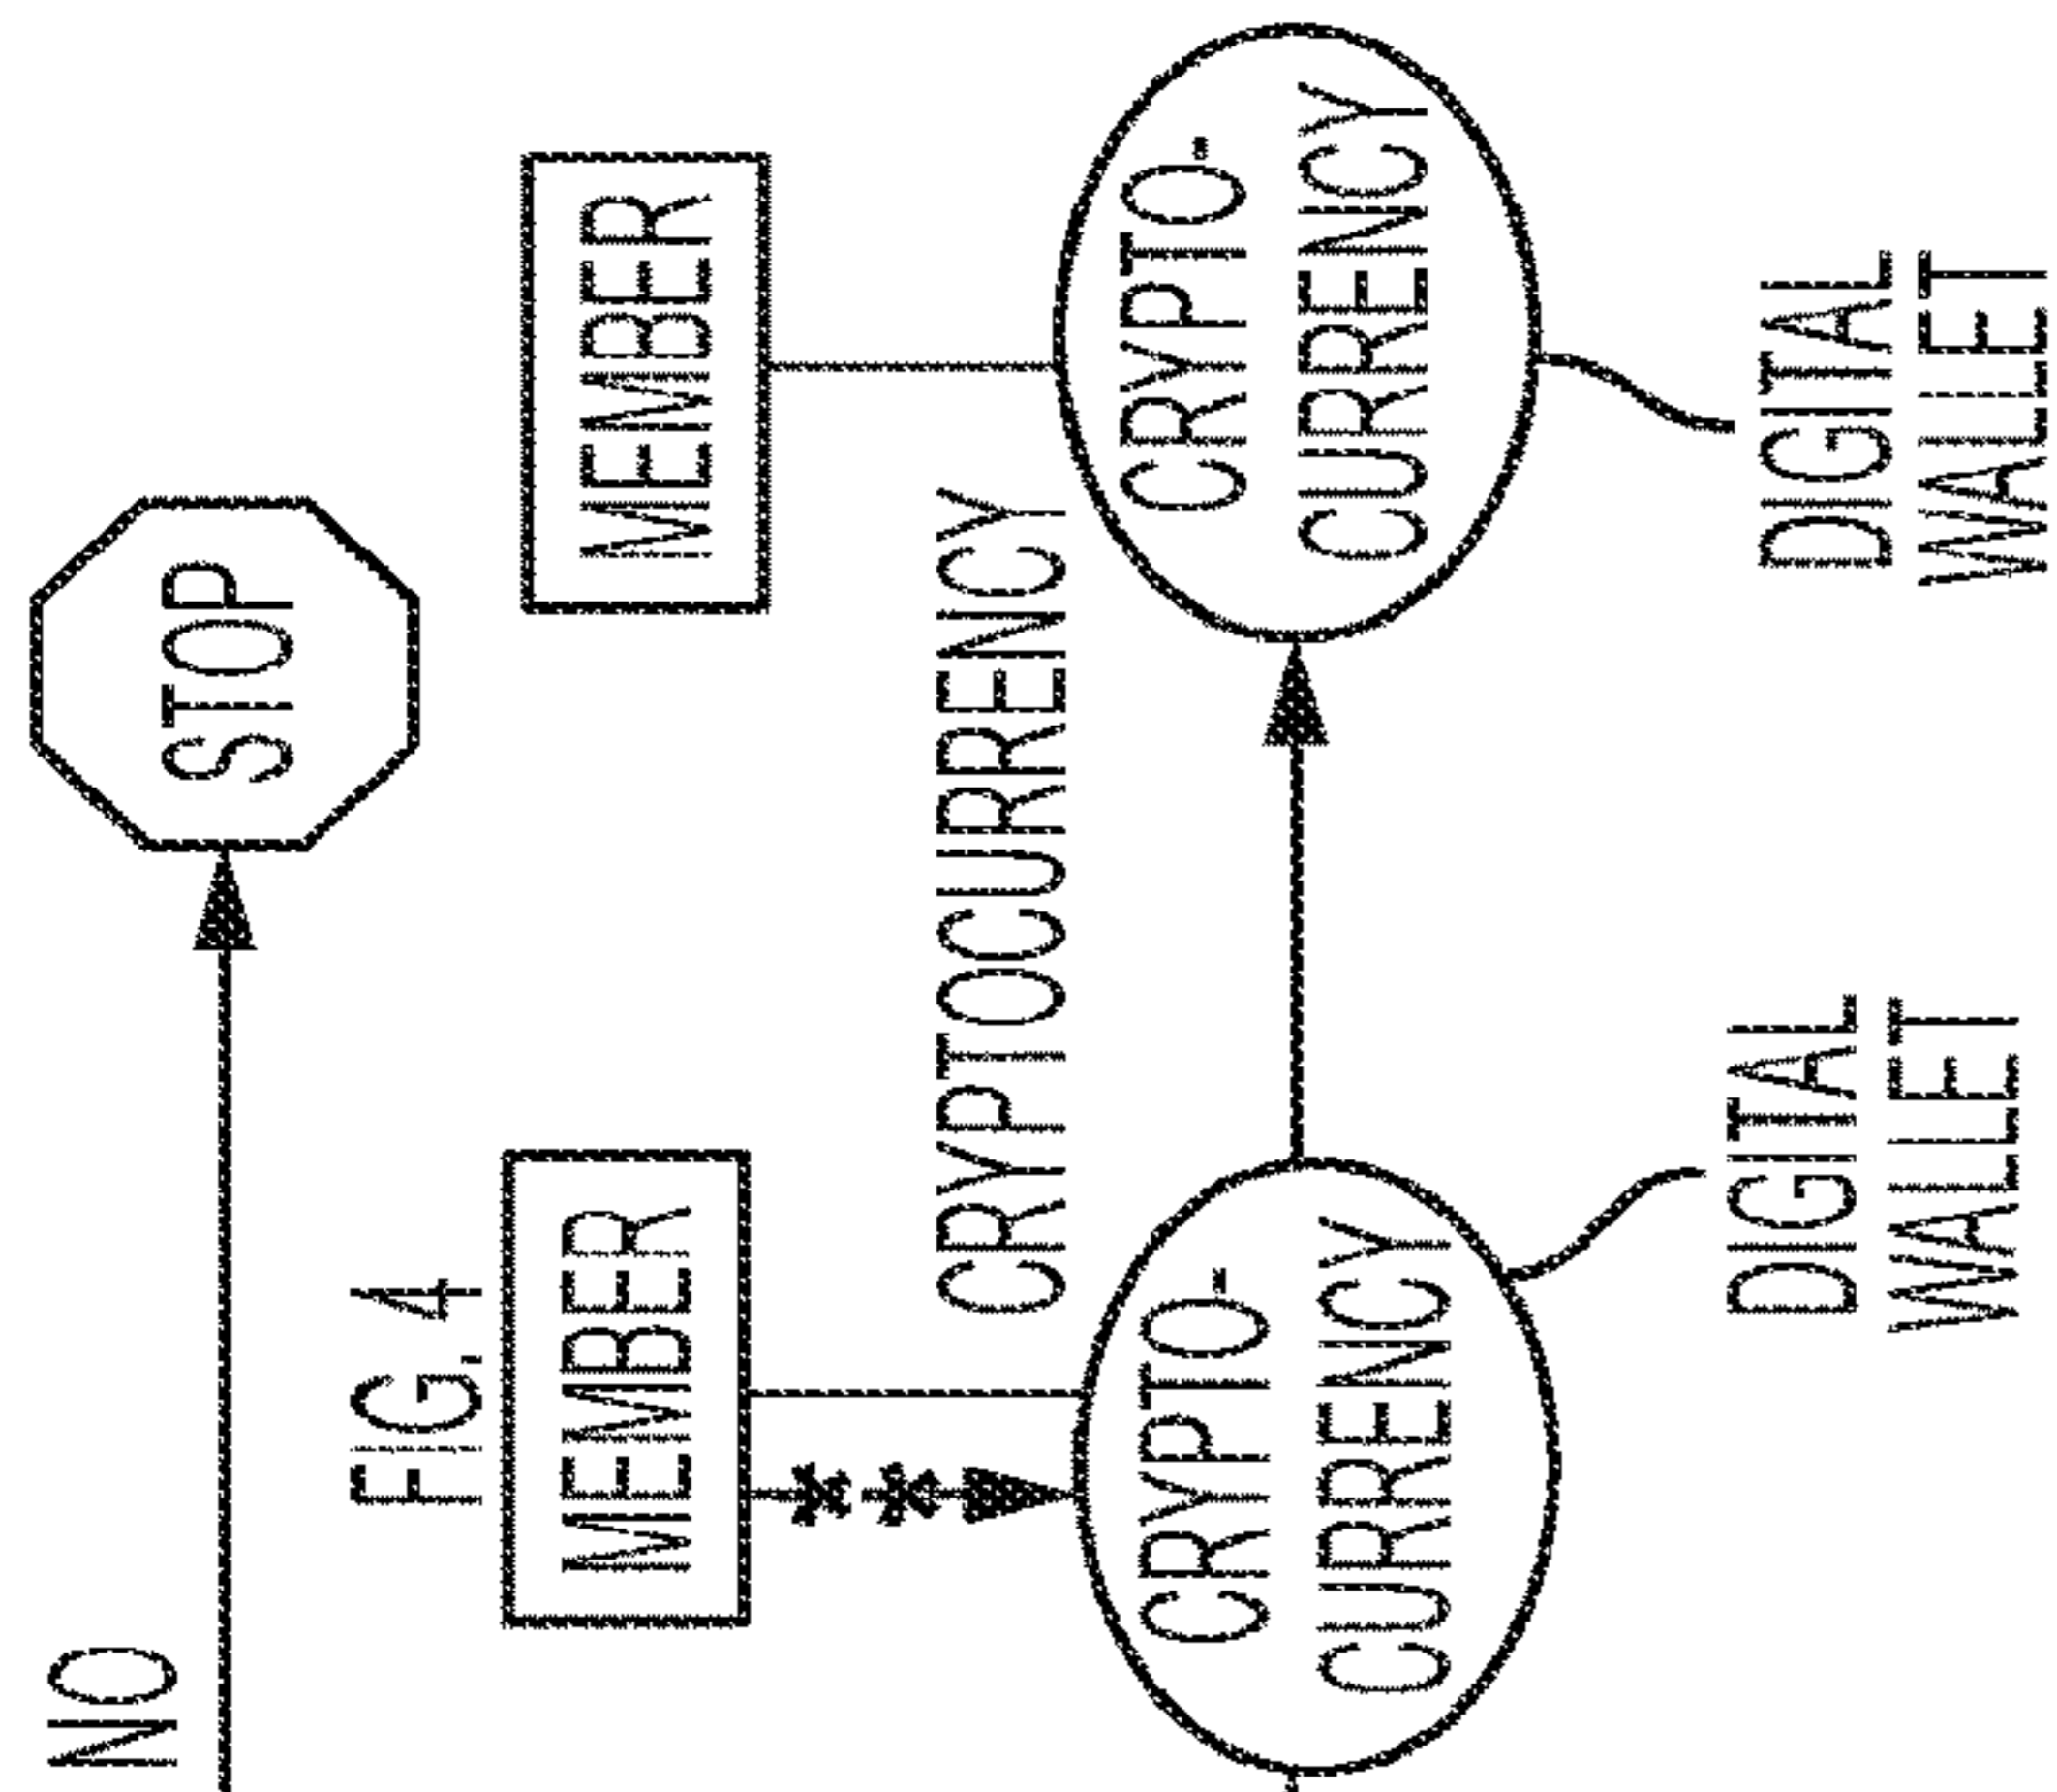 NO
STOP
FIG. 4
MEMBER
MEMBER
CRYPTOCURRENCY
CRYPTO-
CURRENCY
CRYPTO-
CURRENCY
DIGITAL
WALLET
DIGITAL
WALLET